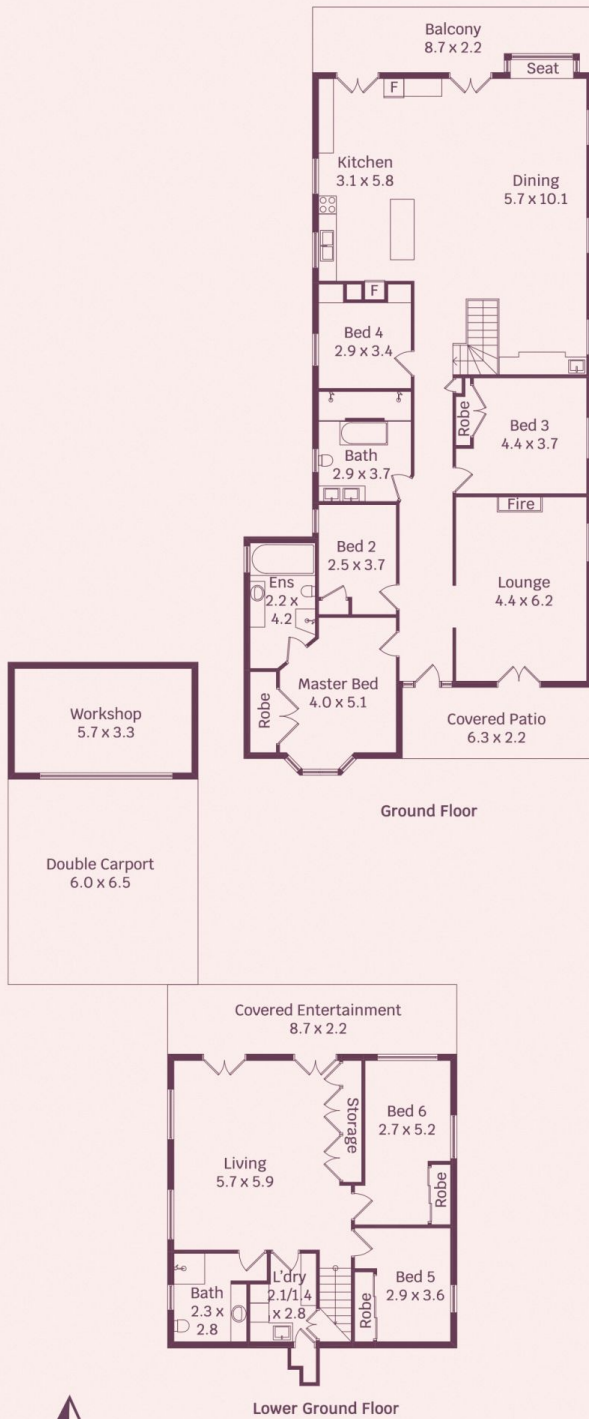 Balcony
8.7 x 2.2
Seat
F
Kitchen
3.1 x 5.8
Dining
5.7 x 10.1
F
Bed 4
2.9 x 3.4
Robe
Bed 3
4.4 x 3.7
Bath
2.9 x 3.7
Fire
Bed 2
2.5 x 3.7
Ens
2.2 x
4.2
Lounge
4.4 x 6.2
Master Bed
4.0 x 5.1
Robe
Covered Patio
6.3 x 2.2
Workshop
5.7 x 3.3
Ground Floor
Double Carport
6.0 x 6.5
Covered Entertainment
8.7 x 2.2
Storage
Bed 6
2.7 x 5.2
Living
5.7 x 5.9
Robe
Bath
2.3 x
2.8
L'dry
2.1/1.4
x 2.8
Robe
Bed 5
2.9 x 3.6
Lower Ground Floor